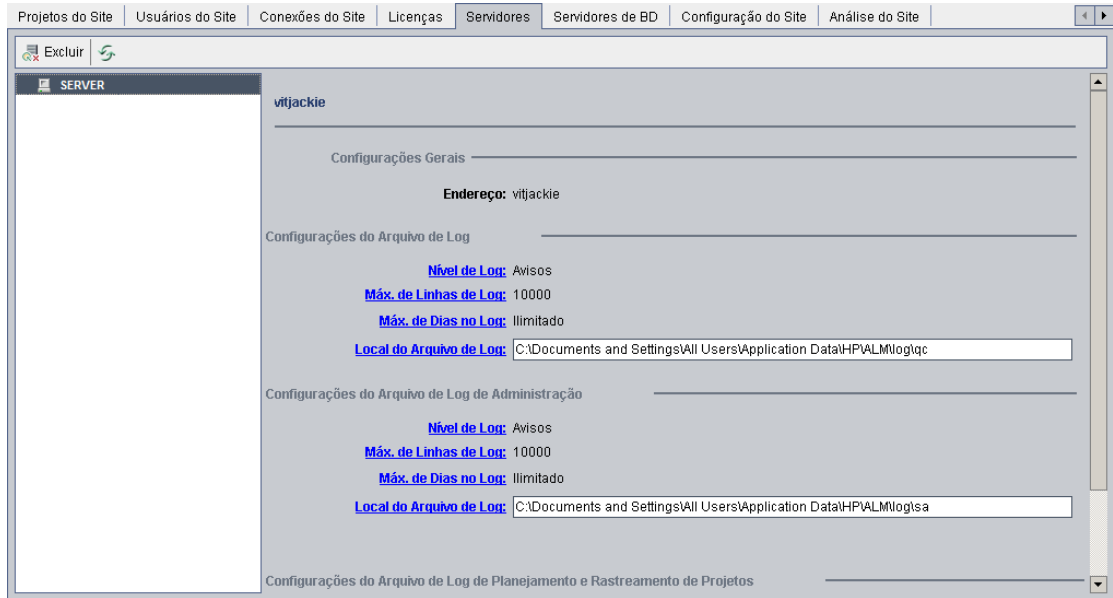 Projetos do Site Usuários do Site Conexões do Site Licenças Servidores Servidores de BD Configuração do Site Análise do Site
Excluir
SERVER
vitjackie
Configurações Gerais
Endereço: vitjackie
Configurações do Arquivo de Log
Nível de Log: Avisos
Máx. de Linhas de Log: 10000
Máx. de Dias no Log: Ilimitado
Local do Arquivo de Log: C:\Documents and Settings\All Users\Application Data\HP\ALM\log\qc
Configurações do Arquivo de Log de Administração
Nível de Log: Avisos
Máx. de Linhas de Log: 10000
Máx. de Dias no Log: Ilimitado
Local do Arquivo de Log: C:\Documents and Settings\All Users\Application Data\HP\ALM\log\sa
Configurações do Arquivo de Log de Planejamento e Rastreamento de Projetos